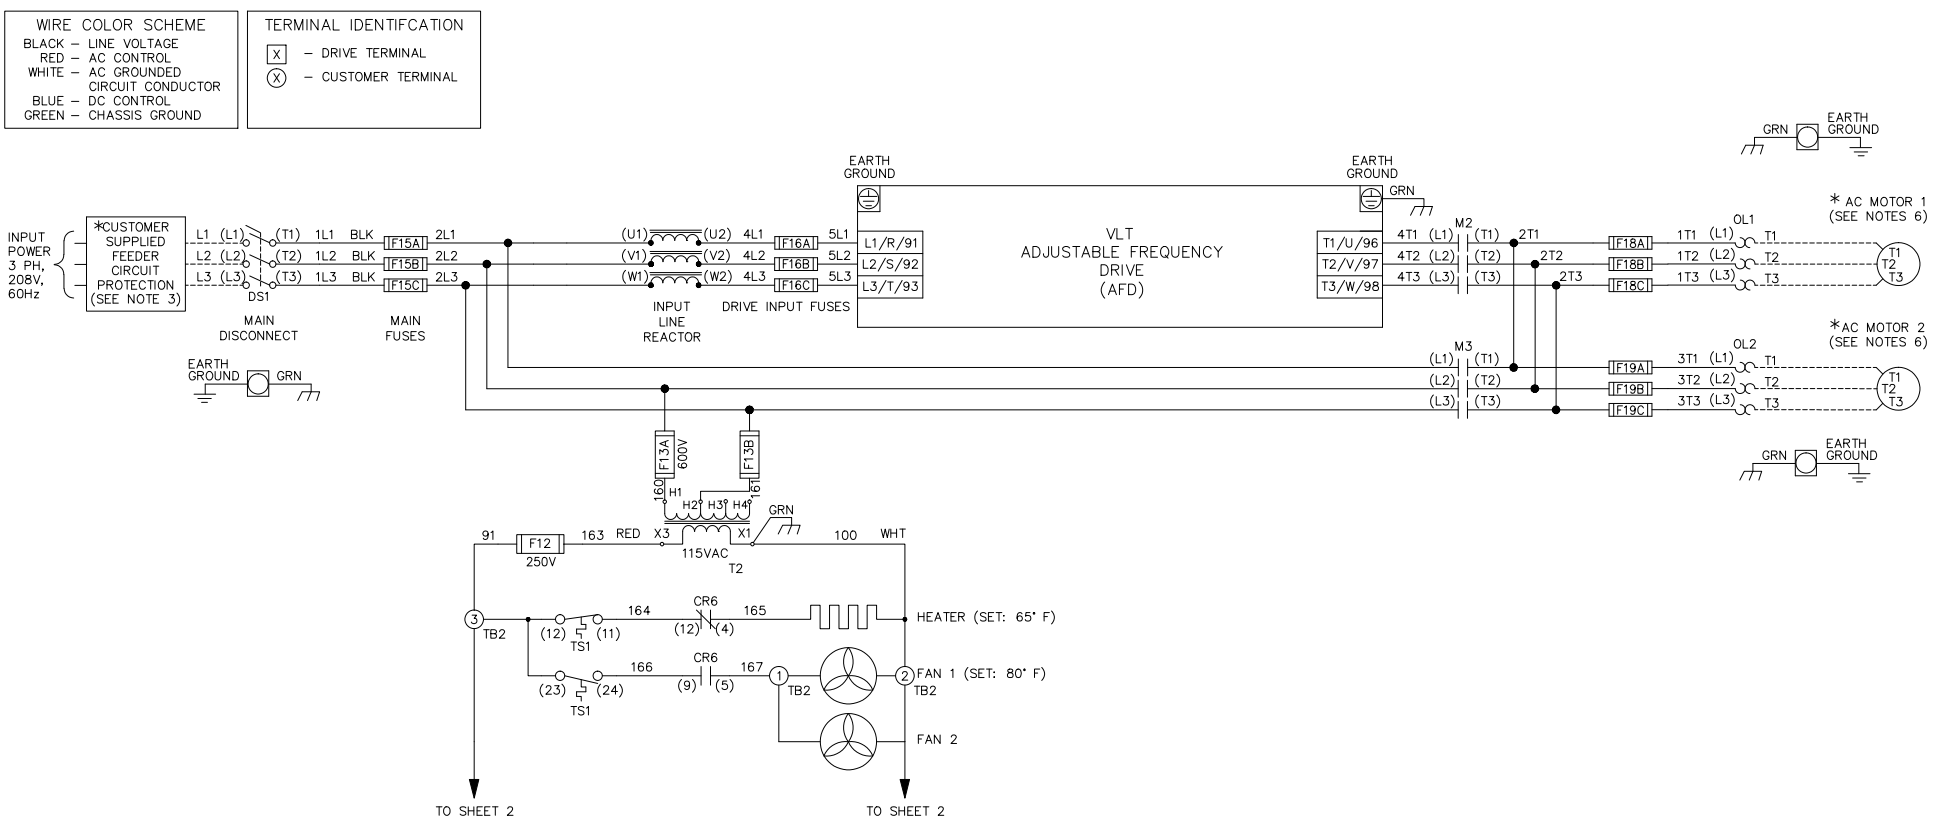 WIRE COLOR SCHEME
BLACK – LINE VOLTAGE
RED – AC CONTROL
WHITE – AC GROUNDED
CIRCUIT CONDUCTOR
BLUE – DC CONTROL
GREEN – CHASSIS GROUND
TERMINAL IDENTIFCATION
X – DRIVE TERMINAL
X – CUSTOMER TERMINAL
GRN
EARTH
GROUND
EARTH
GROUND
EARTH
GROUND
GRN
INPUT
POWER
3 PH,
208V,
60Hz
*CUSTOMER
SUPPLIED
FEEDER
CIRCUIT
PROTECTION
(SEE NOTE 3)
L1 (L1) (T1) 1L1 BLK F15A 2L1
L2 (L2) (T2) 1L2 BLK F15B 2L2
L3 (L3) (T3) 1L3 BLK F15C 2L3
DS1
MAIN
DISCONNECT
MAIN
FUSES
(U1) (U2) 4L1 F16A 5L1 L1/R/91
(V1) (V2) 4L2 F16B 5L2 L2/S/92
(W1) (W2) 4L3 F16C 5L3 L3/T/93
INPUT
LINE
REACTOR
DRIVE INPUT FUSES
VLT
ADJUSTABLE FREQUENCY
DRIVE
(AFD)
M2
T1/U/96 4T1 (L1) (T1) 2T1 F18A 1T1 (L1) T1
T2/V/97 4T2 (L2) (T2) 2T2 F18B 1T2 (L2) T2
T3/W/98 4T3 (L3) (T3) 2T3 F18C 1T3 (L3) T3
OL1
* AC MOTOR 1
(SEE NOTES 6)
T1
T2
T3
EARTH
GROUND
GRN
M3
(L1) (T1) F19A 3T1 (L1) T1
(L2) (T2) F19B 3T2 (L2) T2
(L3) (T3) F19C 3T3 (L3) T3
OL2
*AC MOTOR 2
(SEE NOTES 6)
T1
T2
T3
GRN
EARTH
GROUND
F13A
600V
F13B
160
161
H1
H2 H3 H4
GRN
91 F12 163 RED X3 X1 100 WHT
250V
115VAC
T2
3
TB2
164 CR6 165
(12) (11) (12) (4)
TS1
HEATER (SET: 65° F)
166 CR6 167
(23) (24) (9) (5)
TS1
1
TB2
2
TB2
FAN 1 (SET: 80° F)
FAN 2
TO SHEET 2
TO SHEET 2